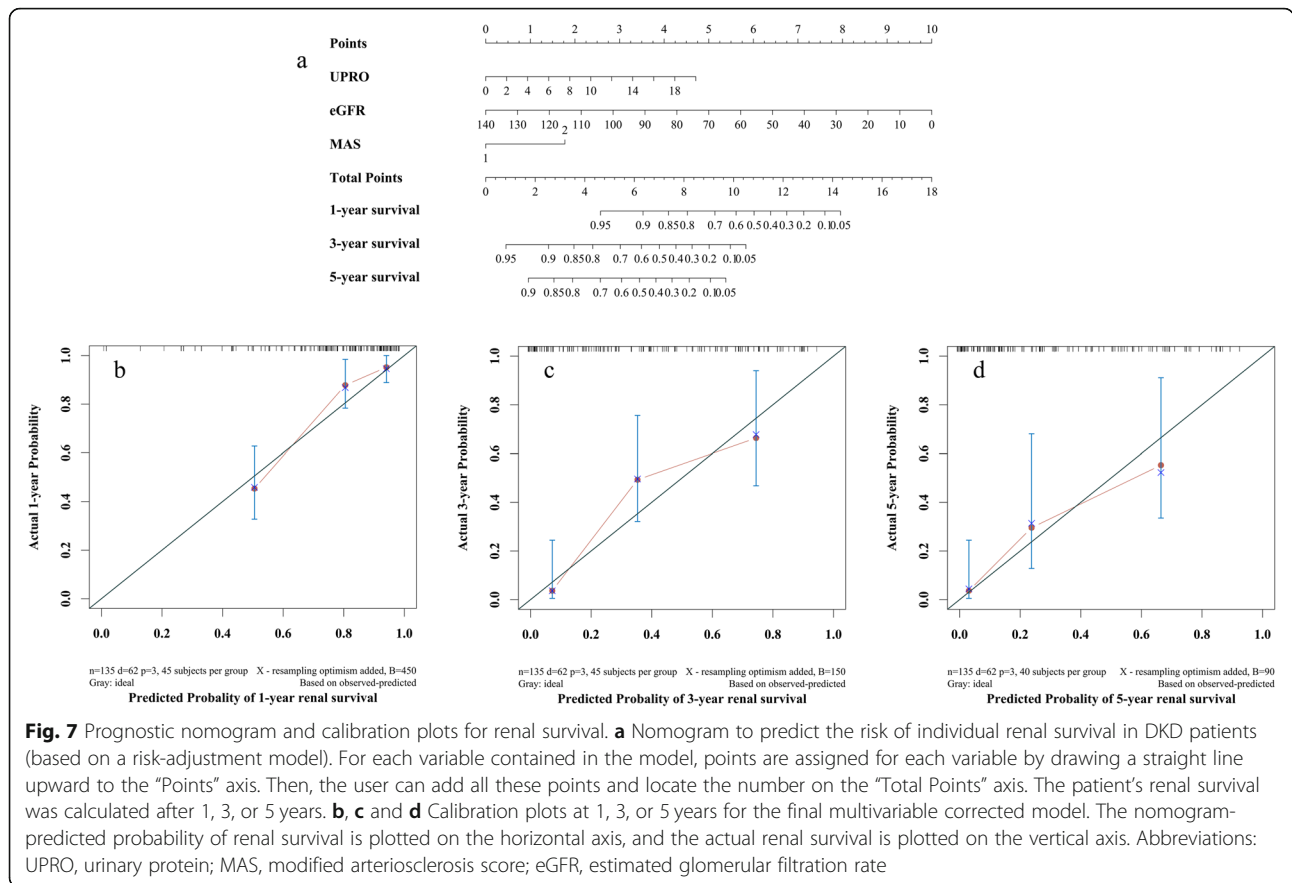 0 1 2 3 4 5 6 7 8 9 10
Points
a
UPRO
0 2 4 6 8 10 14 18
eGFR
140 130 120 110 100 90 80 70 60 50 40 30 20 10 0
2
MAS
1
Total Points
0 2 4 6 8 10 12 14 16 18
1-year survival
0.95 0.9 0.85 0.8 0.7 0.6 0.5 0.4 0.3 0.2 0.1 0.05
3-year survival
0.95 0.9 0.85 0.8 0.7 0.6 0.5 0.4 0.3 0.2 0.1 0.05
5-year survival
0.9 0.85 0.8 0.7 0.6 0.5 0.4 0.3 0.2 0.1 0.05
b
Actual 1-year Probability
1.0
0.8
0.6
0.4
0.2
0.0
0.0 0.2 0.4 0.6 0.8 1.0
n=135 d=62 p=3, 45 subjects per group X - resampling optimism added, B=450
Gray: ideal Based on observed-predicted
Predicted Probality of 1-year renal survival
c
Actual 3-year Probability
1.0
0.8
0.6
0.4
0.2
0.0
0.0 0.2 0.4 0.6 0.8 1.0
n=135 d=62 p=3, 45 subjects per group X - resampling optimism added, B=150
Gray: ideal Based on observed-predicted
Predicted Probality of 3-year renal survival
d
Actual 5-year Probability
1.0
0.8
0.6
0.4
0.2
0.0
0.0 0.2 0.4 0.6 0.8 1.0
n=135 d=62 p=3, 40 subjects per group X - resampling optimism added, B=90
Gray: ideal Based on observed-predicted
Predicted Probality of 5-year renal survival
Fig. 7 Prognostic nomogram and calibration plots for renal survival. a Nomogram to predict the risk of individual renal survival in DKD patients
(based on a risk-adjustment model). For each variable contained in the model, points are assigned for each variable by drawing a straight line
upward to the “Points” axis. Then, the user can add all these points and locate the number on the “Total Points” axis. The patient’s renal survival
was calculated after 1, 3, or 5 years. b, c and d Calibration plots at 1, 3, or 5 years for the final multivariable corrected model. The nomogram-
predicted probability of renal survival is plotted on the horizontal axis, and the actual renal survival is plotted on the vertical axis. Abbreviations:
UPRO, urinary protein; MAS, modified arteriosclerosis score; eGFR, estimated glomerular filtration rate